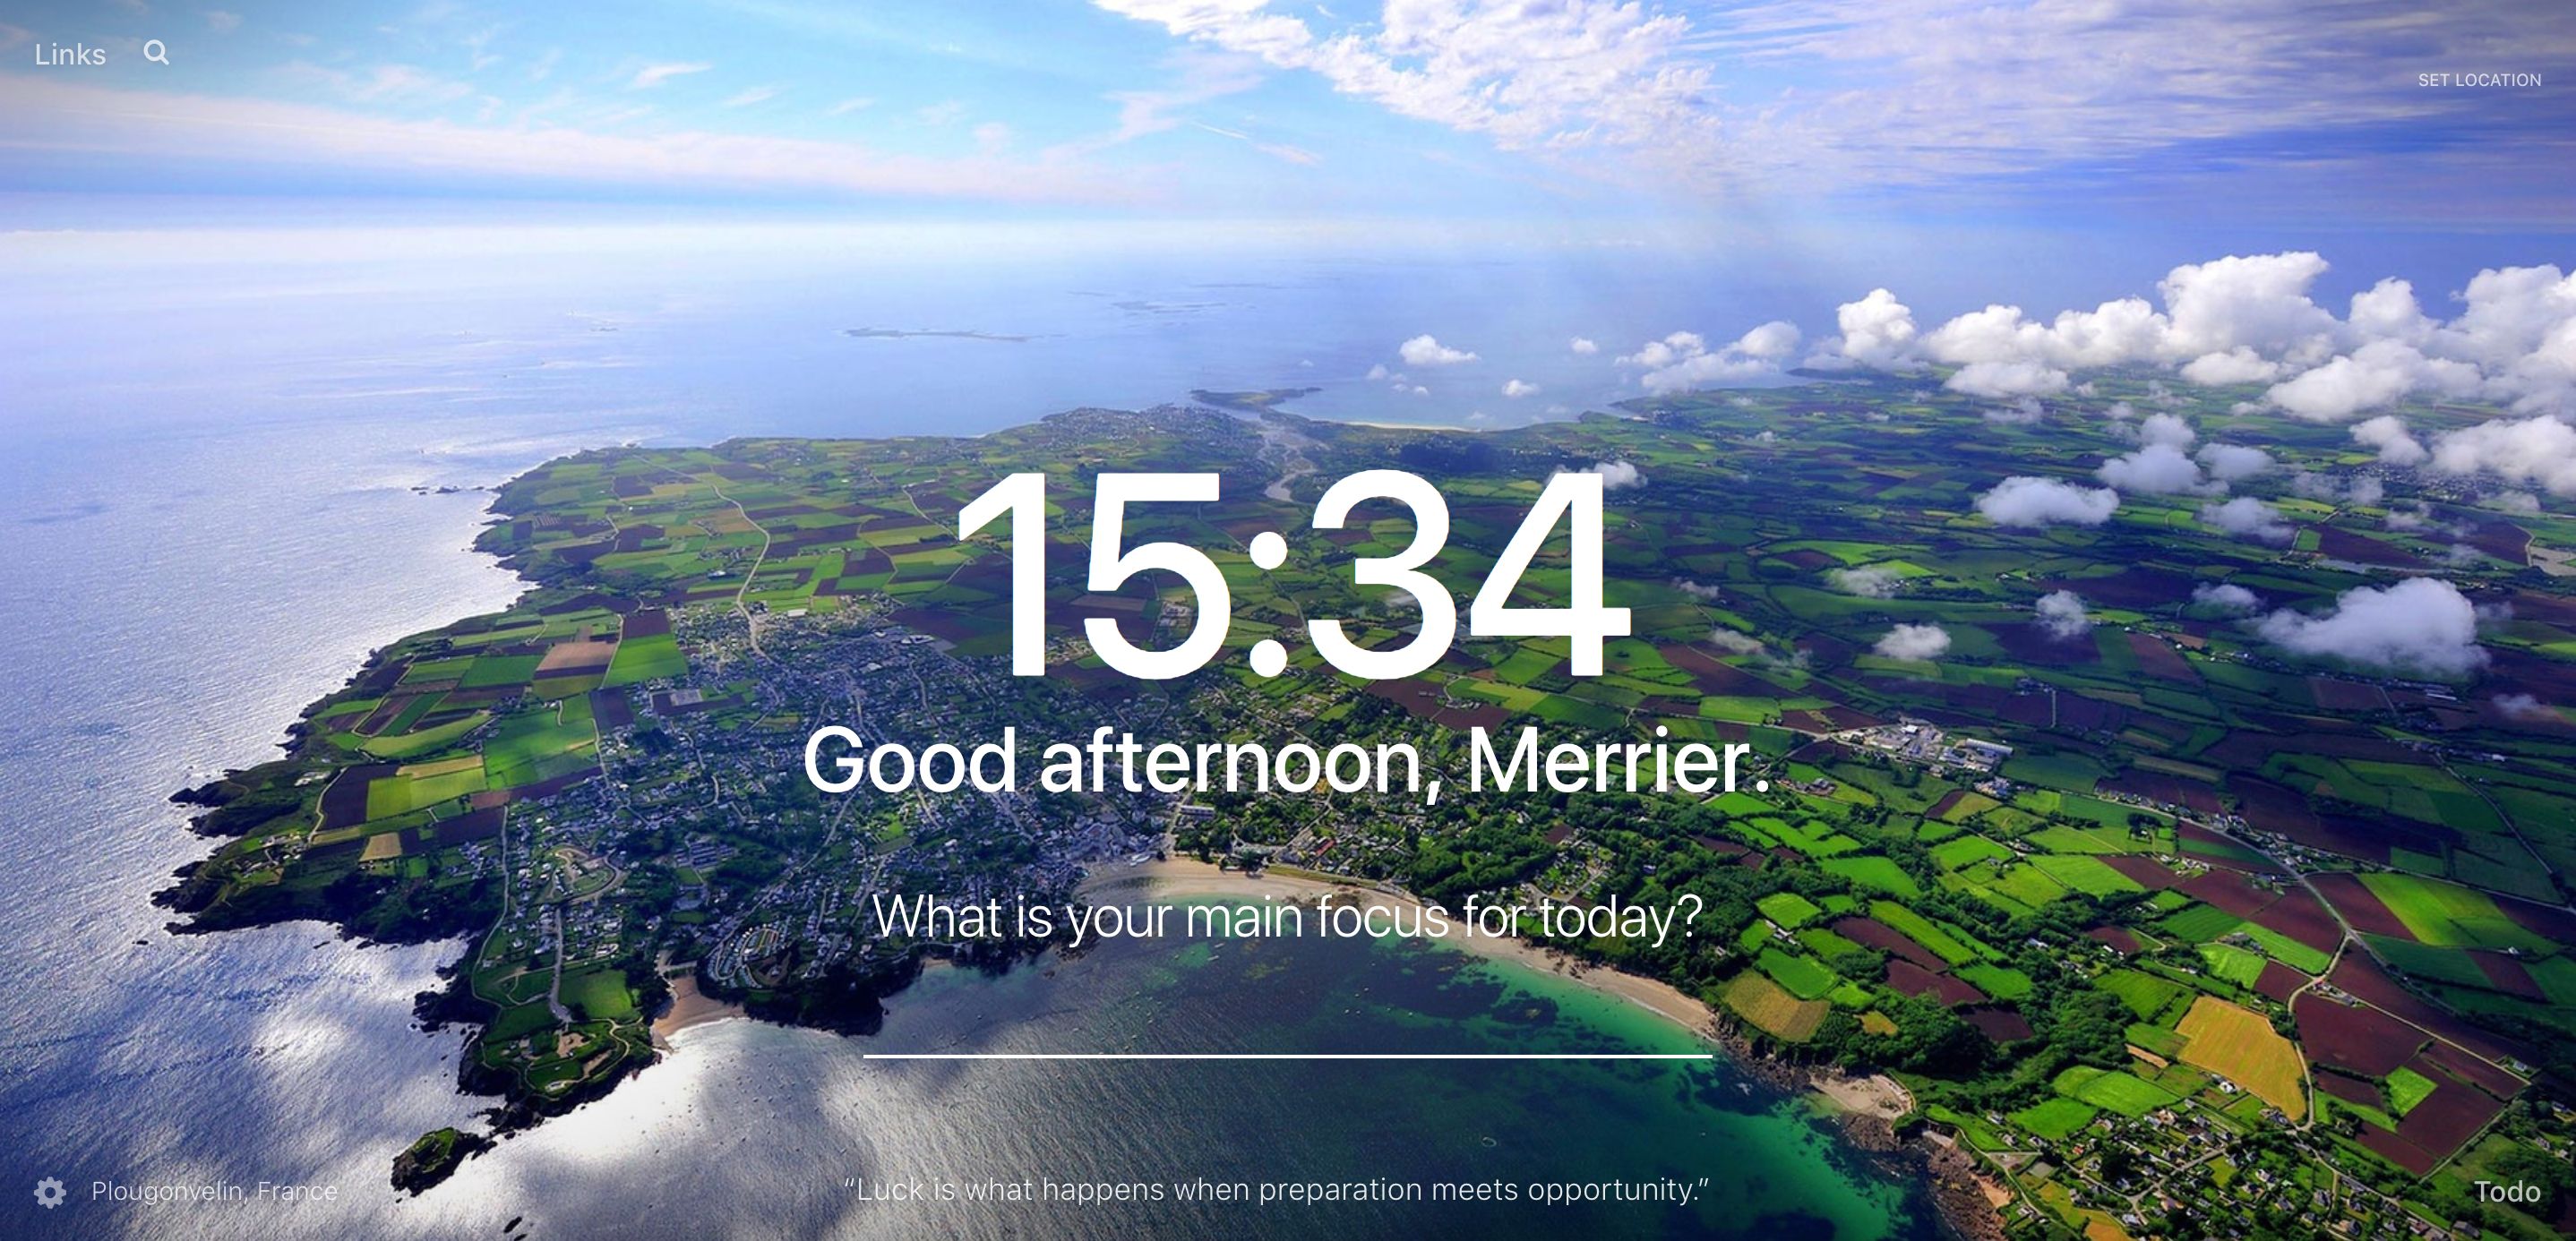 Links
SET LOCATION
15:34
Good afternoon, Merrier.
What is your main focus for today?
Plougonvelin, France
“Luck is what happens when preparation meets opportunity.”
Todo